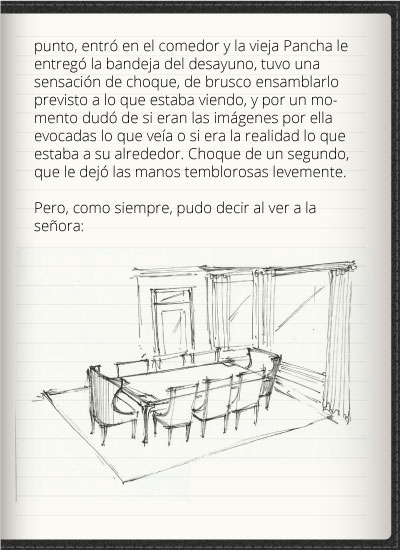 punto, entró en el comedor y la vieja Pancha le
entregó la bandeja del desayuno, tuvo una
sensación de choque, de brusco ensamblarlo
previsto a lo que estaba viendo, y por un mo-
mento dudó de si eran las imágenes por ella
evocadas lo que veía o si era la realidad lo que
estaba a su alrededor. Choque de un segundo,
que le dejó las manos temblorosas levemente.
Pero, como siempre, pudo decir al ver a la
señora: